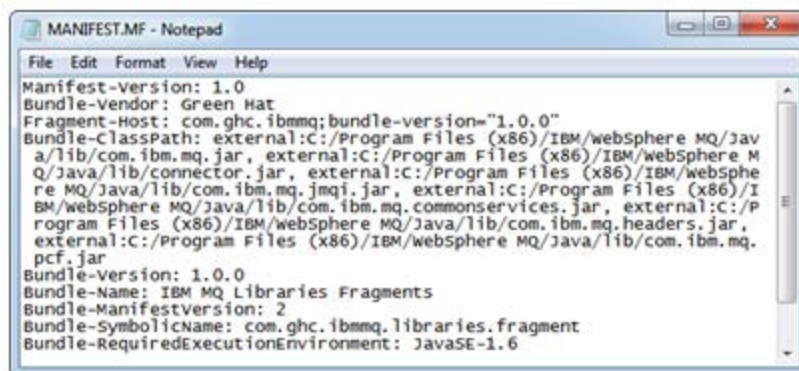 MANIFEST.MF - Notepad
File Edit Format View Help
Manifest-Version: 1.0
Bundle-Vendor: Green Hat
Fragment-Host: com.ghc.ibmmq;bundle-version="1.0.0"
Bundle-ClassPath: external:C:/Program Files (x86)/IBM/WebSphere MQ/Jav
a/lib/com.ibm.mq.jar, external:C:/Program Files (x86)/IBM/WebSphere M
Q/Java/lib/connector.jar, external:C:/Program Files (x86)/IBM/WebSphe
re MQ/Java/lib/com.ibm.mq.jmqi.jar, external:C:/Program Files (x86)/I
BM/WebSphere MQ/Java/lib/com.ibm.mq.commonservices.jar, external:C:/P
rogram Files (x86)/IBM/WebSphere MQ/Java/lib/com.ibm.mq.headers.jar,
external:C:/Program Files (x86)/IBM/WebSphere MQ/Java/lib/com.ibm.mq.
pcf.jar
Bundle-Version: 1.0.0
Bundle-Name: IBM MQ Libraries Fragments
Bundle-ManifestVersion: 2
Bundle-SymbolicName: com.ghc.ibmmq.libraries.fragment
Bundle-RequiredExecutionEnvironment: JavaSE-1.6